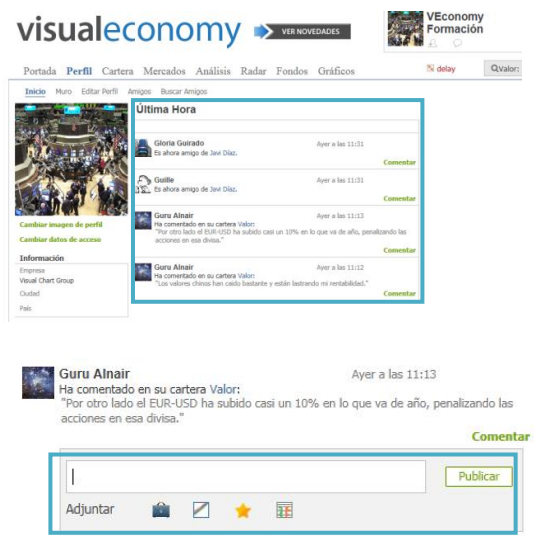 visualeconomy
VER NOVEDADES
VEconomy
Formación
Portada Perfil Cartera Mercados Análisis Radar Fondos Gráficos
delay
Valor:
Inicio Muro Editar Perfil Amigos Buscar Amigos
Última Hora
Gloria Guirado Ayer a las 11:31
Es ahora amigo de Javi Díaz.
Comentar
Guille Ayer a las 11:31
Es ahora amigo de Javi Díaz.
Comentar
Guru Alnair Ayer a las 11:13
Ha comentado en su cartera Valor:
"Por otro lado el EUR-USD ha subido casi un 10% en lo que va de año, penalizando las
acciones en esa divisa."
Comentar
Guru Alnair Ayer a las 11:12
Ha comentado en su cartera Valor:
"Los valores chinos han caido bastante y están lastrando mi rentabilidad."
Comentar
Cambiar imagen de perfil
Cambiar datos de acceso
Información
Empresa
Visual Chart Group
Ciudad
País
Guru Alnair Ayer a las 11:13
Ha comentado en su cartera Valor:
"Por otro lado el EUR-USD ha subido casi un 10% en lo que va de año, penalizando las
acciones en esa divisa."
Comentar
Publicar
Adjuntar